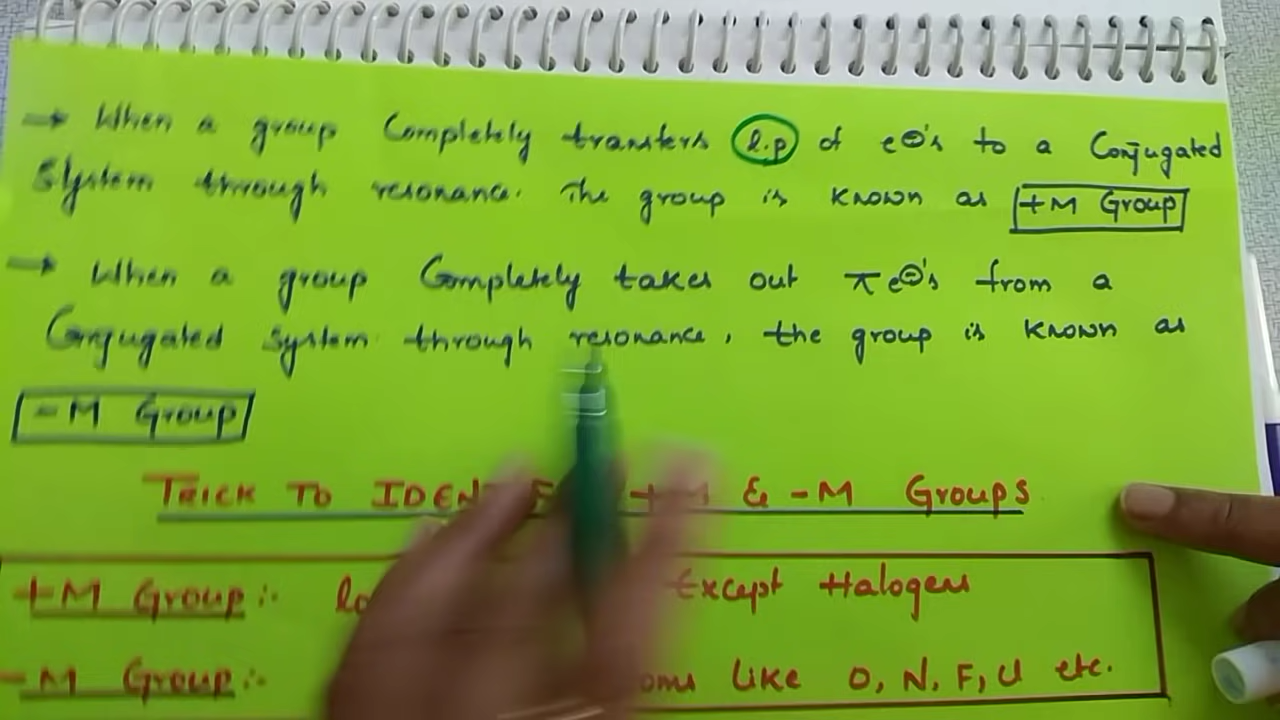 → When a group Completely transfers l.p of e⊖'s to a Conjugated
System through resonance. The group is known as +M Group
→ When a group Completely takes out π e⊖'s from a
Conjugated System through resonance, the group is known as
-M Group
TRICK TO & -M GROUPS
+M Group:- Except Halogens
-M Group:- like O, N, F, Cl etc.